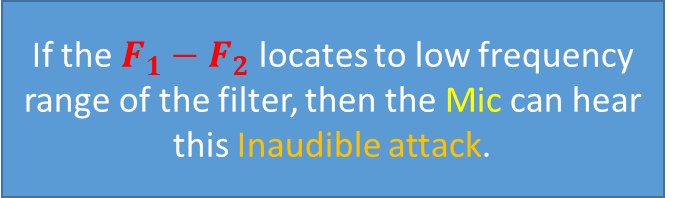 If the F₁ − F₂ locates to low frequency
range of the filter, then the Mic can hear
this Inaudible attack.